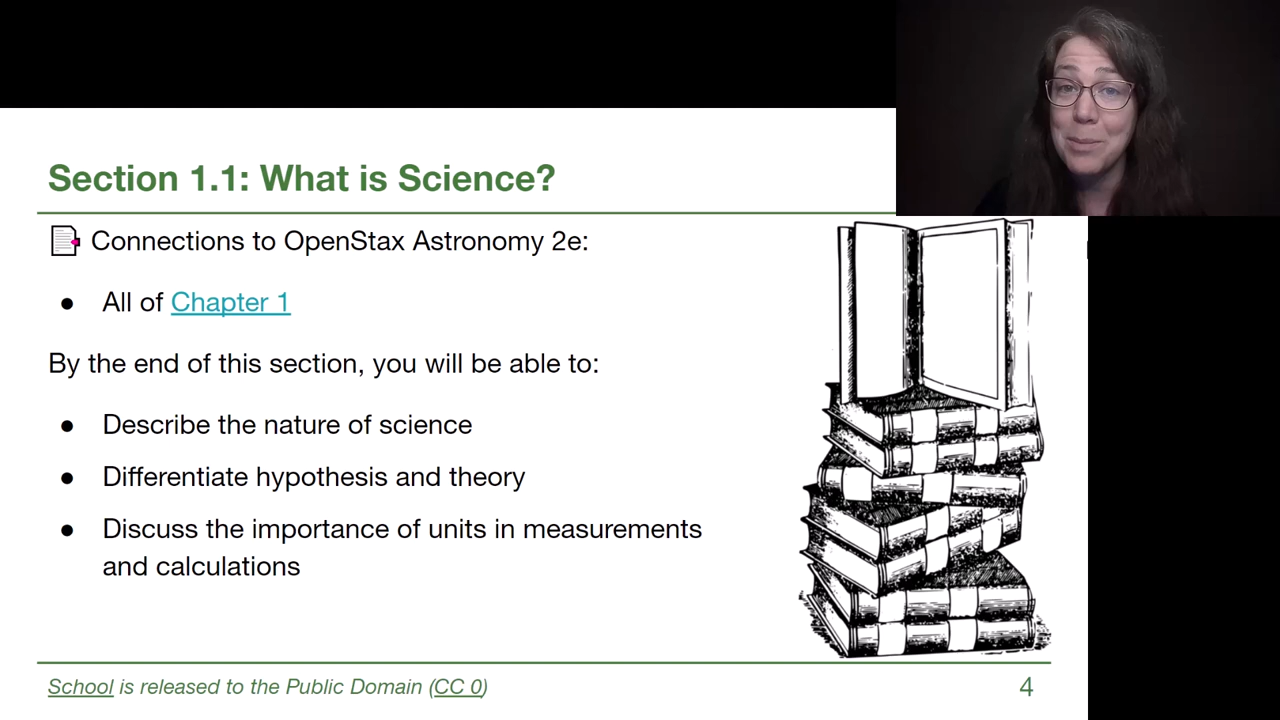 Section 1.1: What is Science?
Connections to OpenStax Astronomy 2e:
● All of Chapter 1
By the end of this section, you will be able to:
● Describe the nature of science
● Differentiate hypothesis and theory
● Discuss the importance of units in measurements
and calculations
School is released to the Public Domain (CC 0)
4